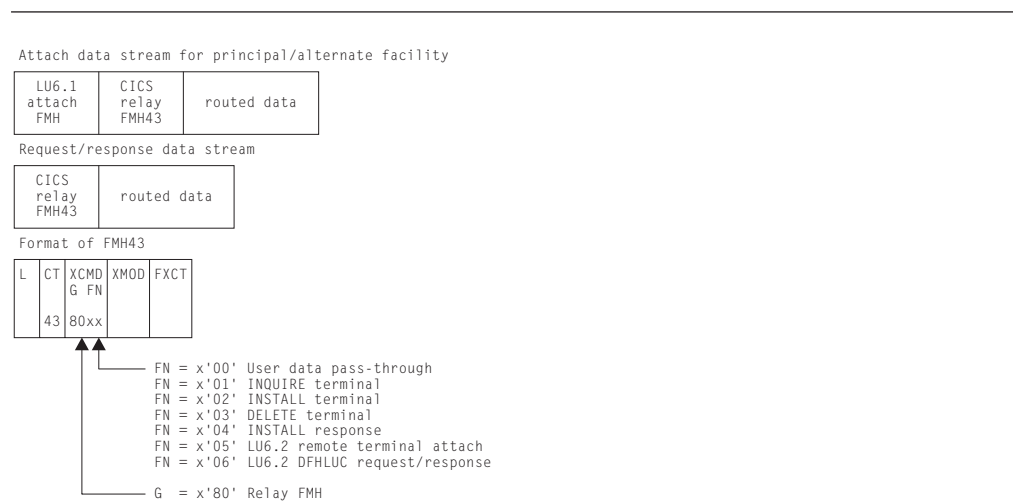 Attach data stream for principal/alternate facility
LU6.1 attach FMH
CICS relay FMH43
routed data
Request/response data stream
CICS relay FMH43
routed data
Format of FMH43
L CT XCMD XMOD FXCT
G FN
43 80xx
FN = x'00' User data pass-through
FN = x'01' INQUIRE terminal
FN = x'02' INSTALL terminal
FN = x'03' DELETE terminal
FN = x'04' INSTALL response
FN = x'05' LU6.2 remote terminal attach
FN = x'06' LU6.2 DFHLUC request/response
G = x'80' Relay FMH